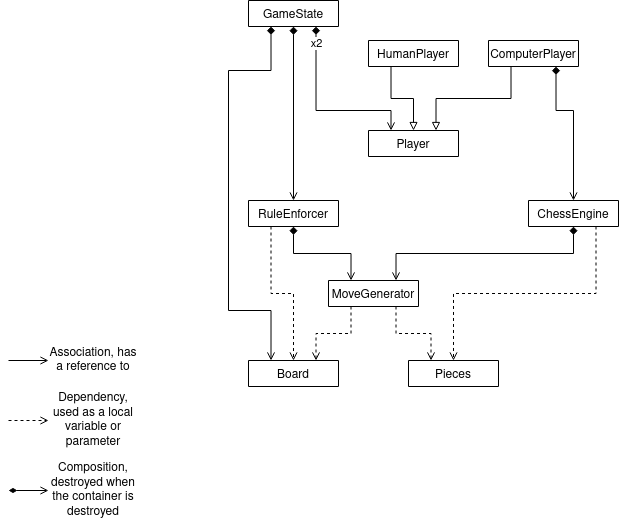 GameState
x2
HumanPlayer
ComputerPlayer
Player
RuleEnforcer
ChessEngine
MoveGenerator
Board
Pieces
Association, has
a reference to
Dependency,
used as a local
variable or
parameter
Composition,
destroyed when
the container is
destroyed